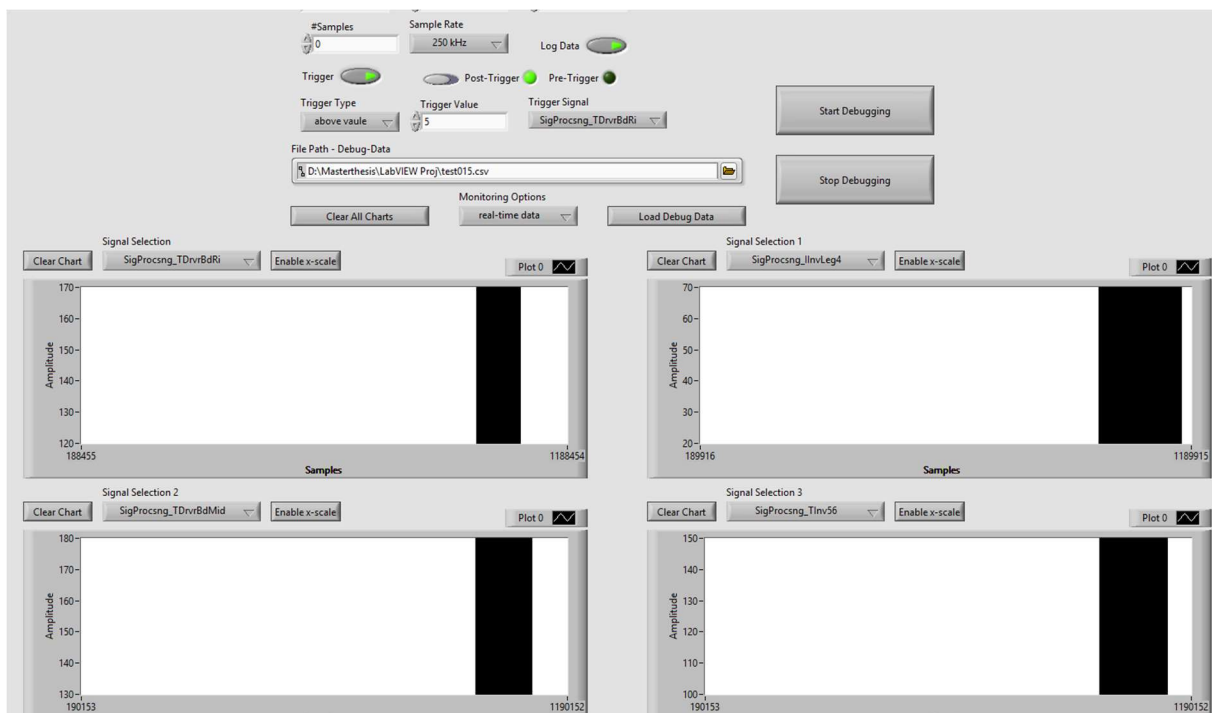 #Samples
Sample Rate
0
250 kHz
Log Data
Trigger
Post-Trigger
Pre-Trigger
Trigger Type
Trigger Value
Trigger Signal
above vaule
5
SigProcsng_TDrvrBdRi
Start Debugging
File Path - Debug-Data
D:\Masterthesis\LabVIEW Proj\test015.csv
Stop Debugging
Monitoring Options
Clear All Charts
real-time data
Load Debug Data
Signal Selection
Clear Chart
SigProcsng_TDrvrBdRi
Enable x-scale
Plot 0
170
160
150
140
130
120
Amplitude
188455
1188454
Samples
Signal Selection 1
Clear Chart
SigProcsng_IInvLeg4
Enable x-scale
Plot 0
70
60
50
40
30
20
Amplitude
189916
1189915
Samples
Signal Selection 2
Clear Chart
SigProcsng_TDrvrBdMid
Enable x-scale
Plot 0
180
170
160
150
140
130
Amplitude
190153
1190152
Signal Selection 3
Clear Chart
SigProcsng_TInv56
Enable x-scale
Plot 0
150
140
130
120
110
100
Amplitude
190153
1190152